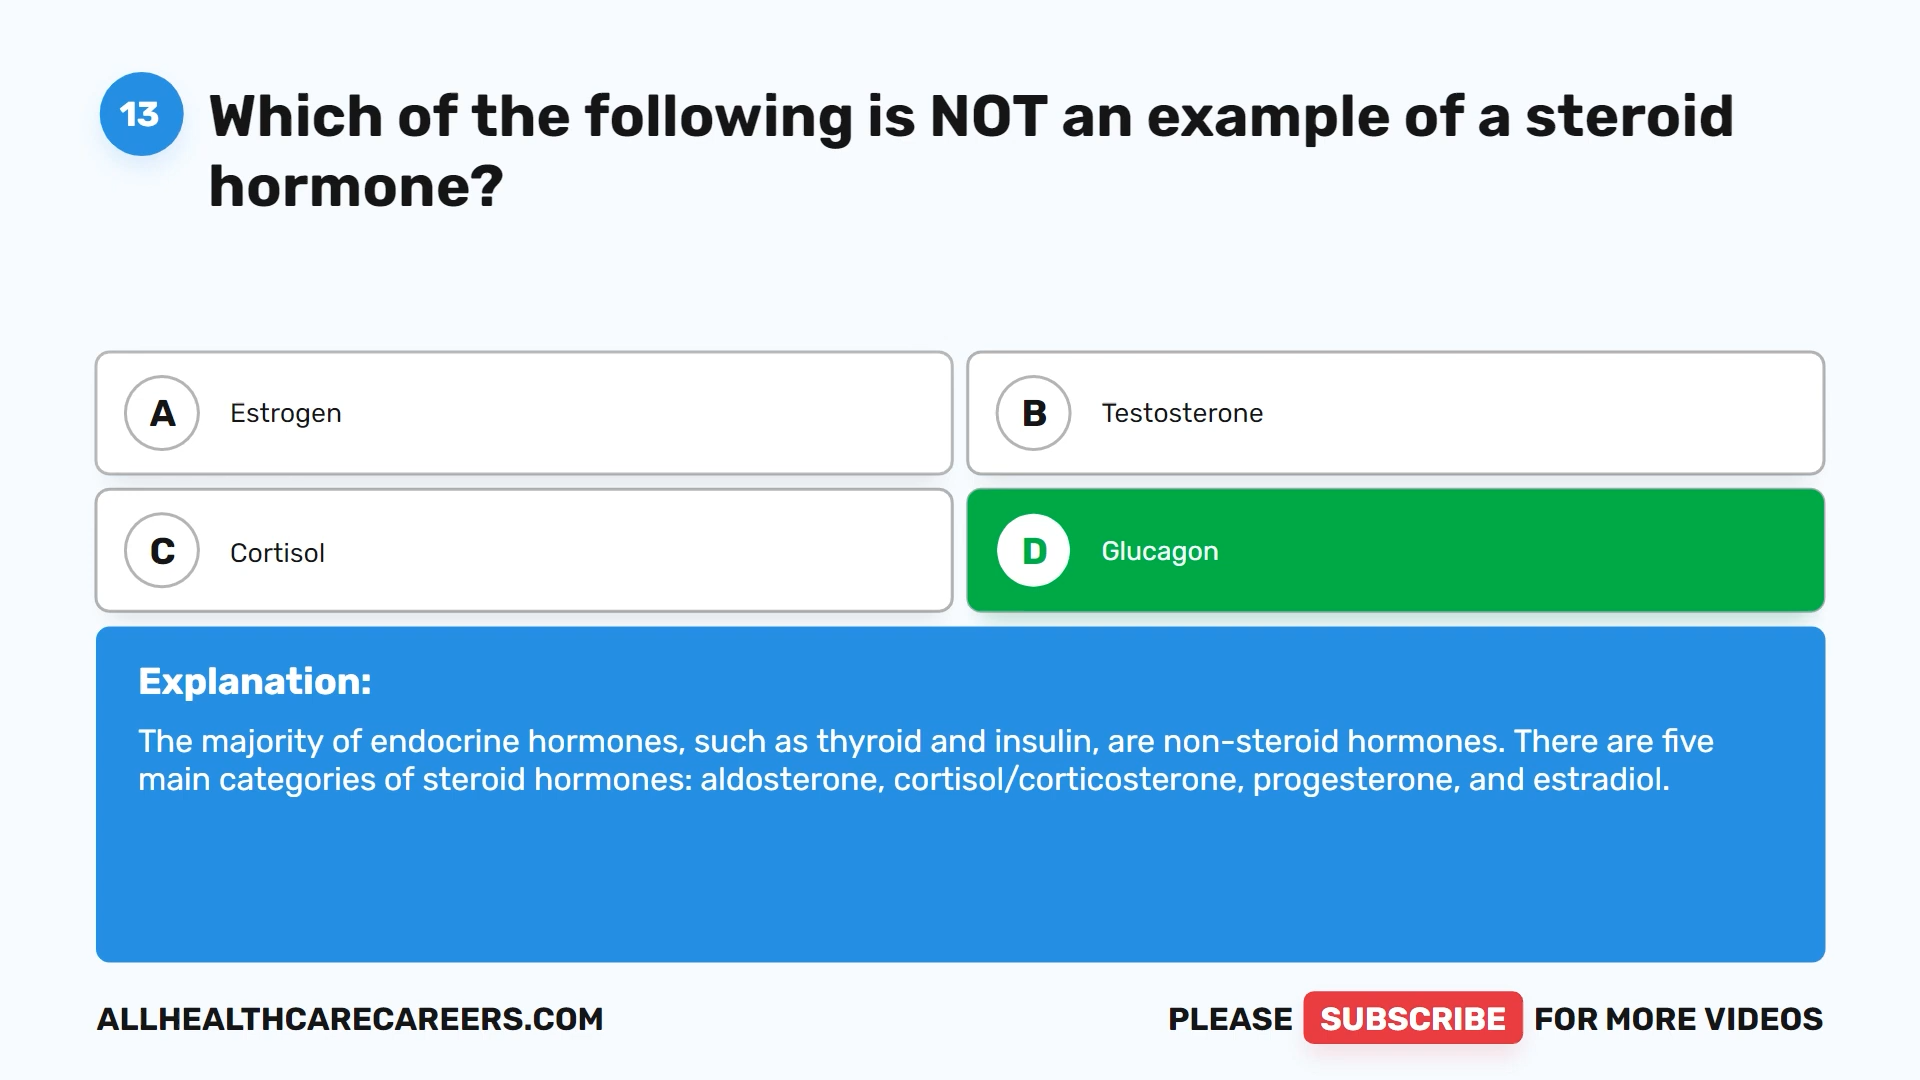 13
Which of the following is NOT an example of a steroid
hormone?
A Estrogen
B Testosterone
C Cortisol
D Glucagon
Explanation:
The majority of endocrine hormones, such as thyroid and insulin, are non-steroid hormones. There are five
main categories of steroid hormones: aldosterone, cortisol/corticosterone, progesterone, and estradiol.
ALLHEALTHCARECAREERS.COM
PLEASE SUBSCRIBE FOR MORE VIDEOS